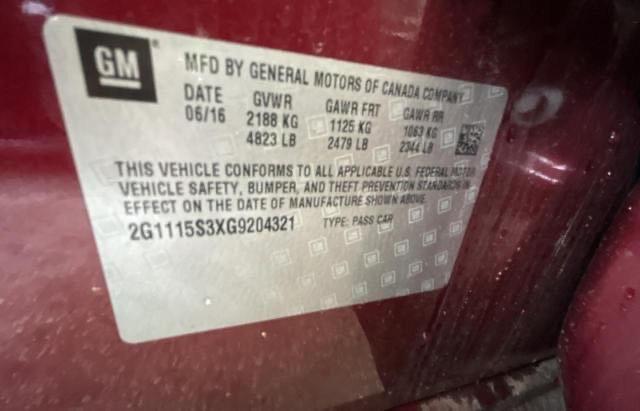 GM
MFD BY GENERAL MOTORS OF CANADA COMPANY
DATE GVWR GAWR FRT GAWR RR
06/16 2188 KG 1125 KG 1063 KG
4823 LB 2479 LB 2344 LB
THIS VEHICLE CONFORMS TO ALL APPLICABLE U.S. FEDERAL MOTOR
VEHICLE SAFETY, BUMPER, AND THEFT PREVENTION STANDARDS IN
EFFECT ON THE DATE OF MANUFACTURE SHOWN ABOVE.
2G1115S3XG9204321 TYPE: PASS CAR